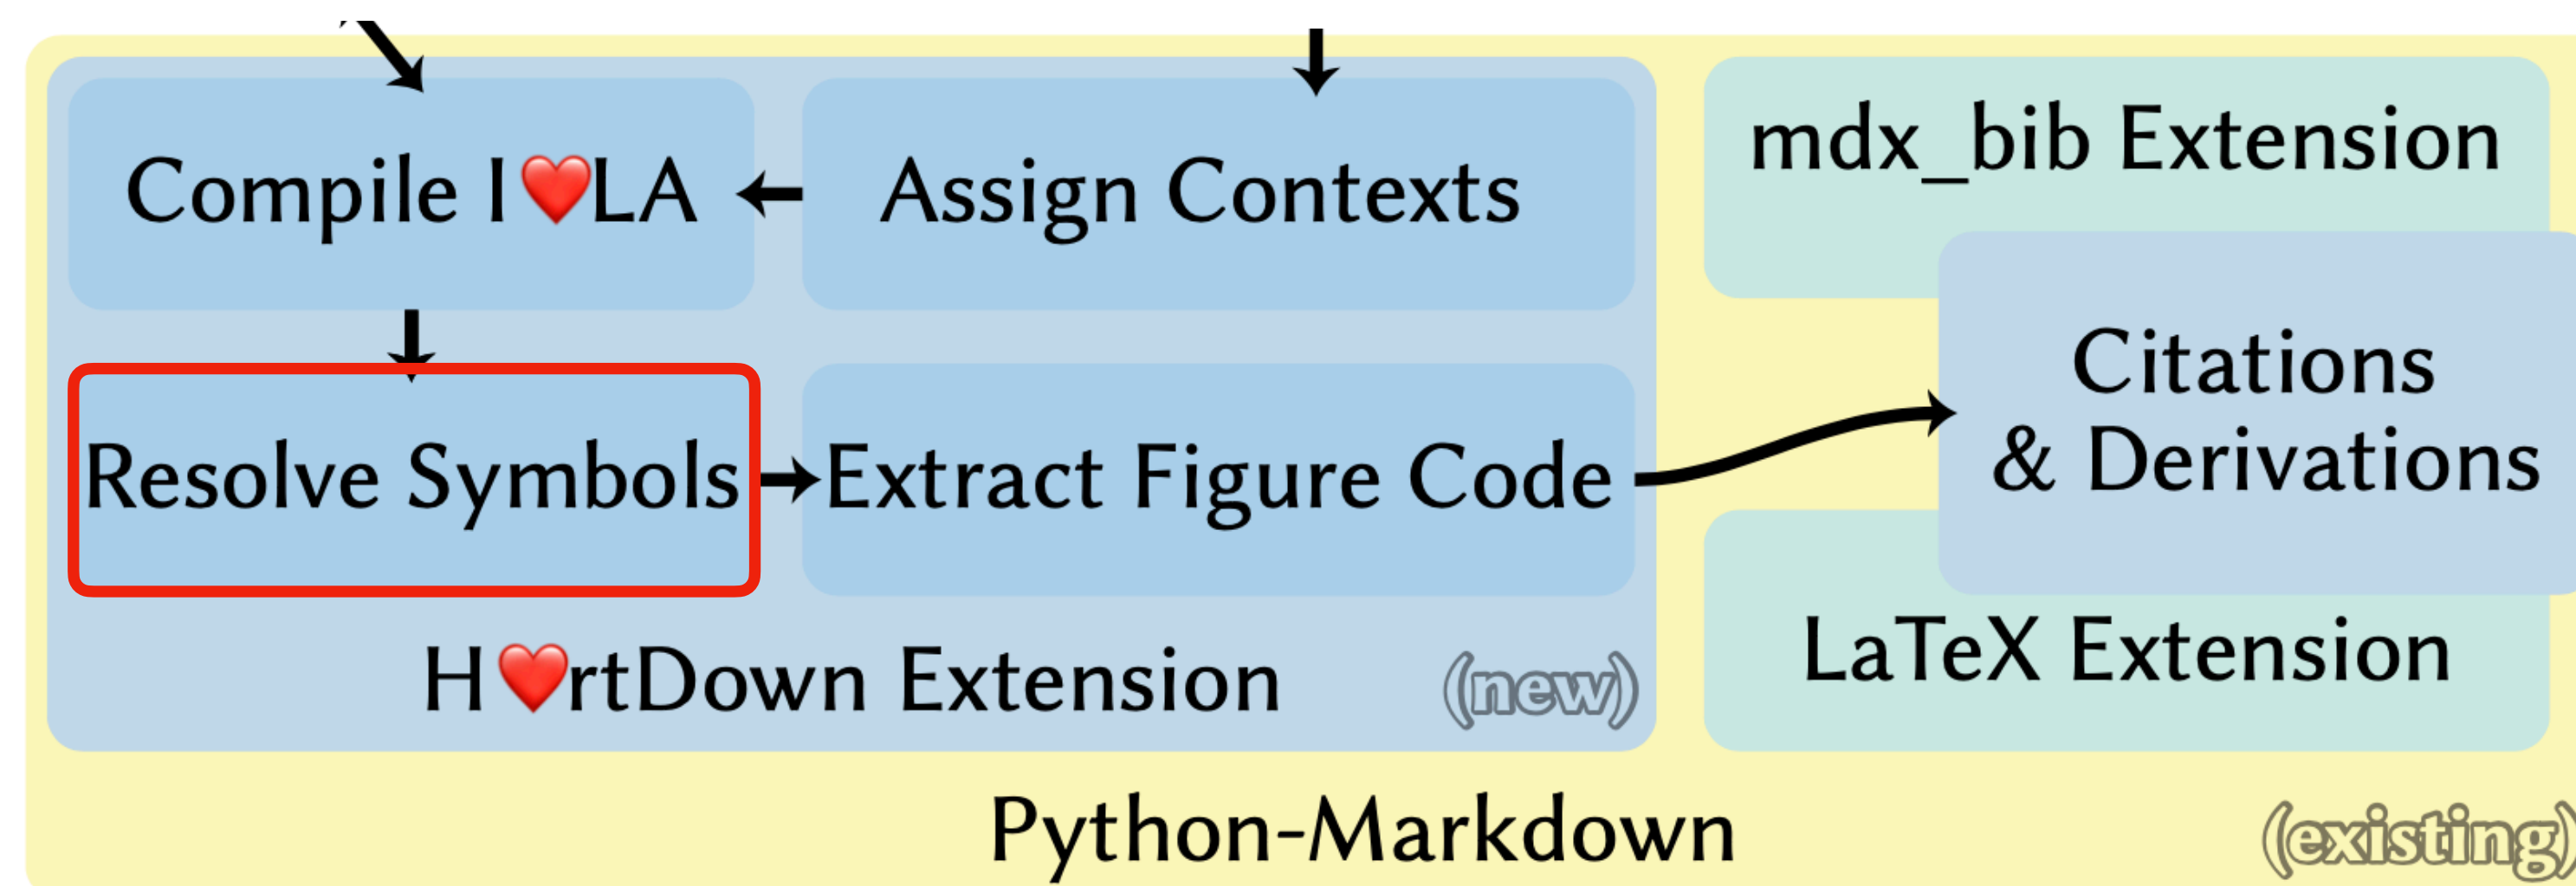 Compile I❤️LA
Assign Contexts
mdx_bib Extension
Citations
& Derivations
Resolve Symbols
Extract Figure Code
LaTeX Extension
H❤️rtDown Extension
(new)
Python-Markdown
(existing)